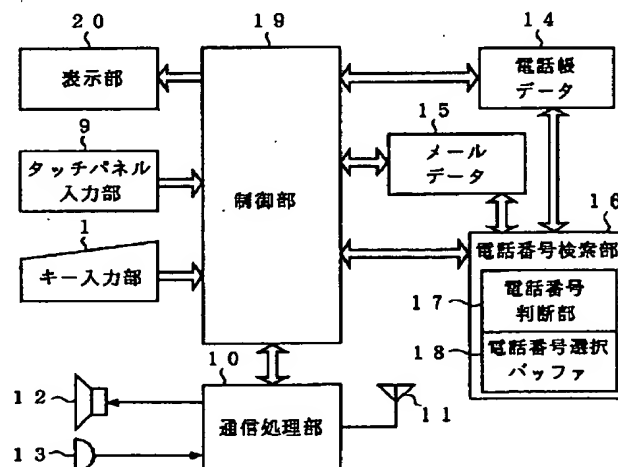 20
表示部
9
タッチパネル
入力部
1
キー入力部
19
制御部
14
電話帳
データ
15
メール
データ
16
電話番号検索部
17
電話番号
判断部
18
電話番号選択
バッファ
10
通信処理部
11
12
13